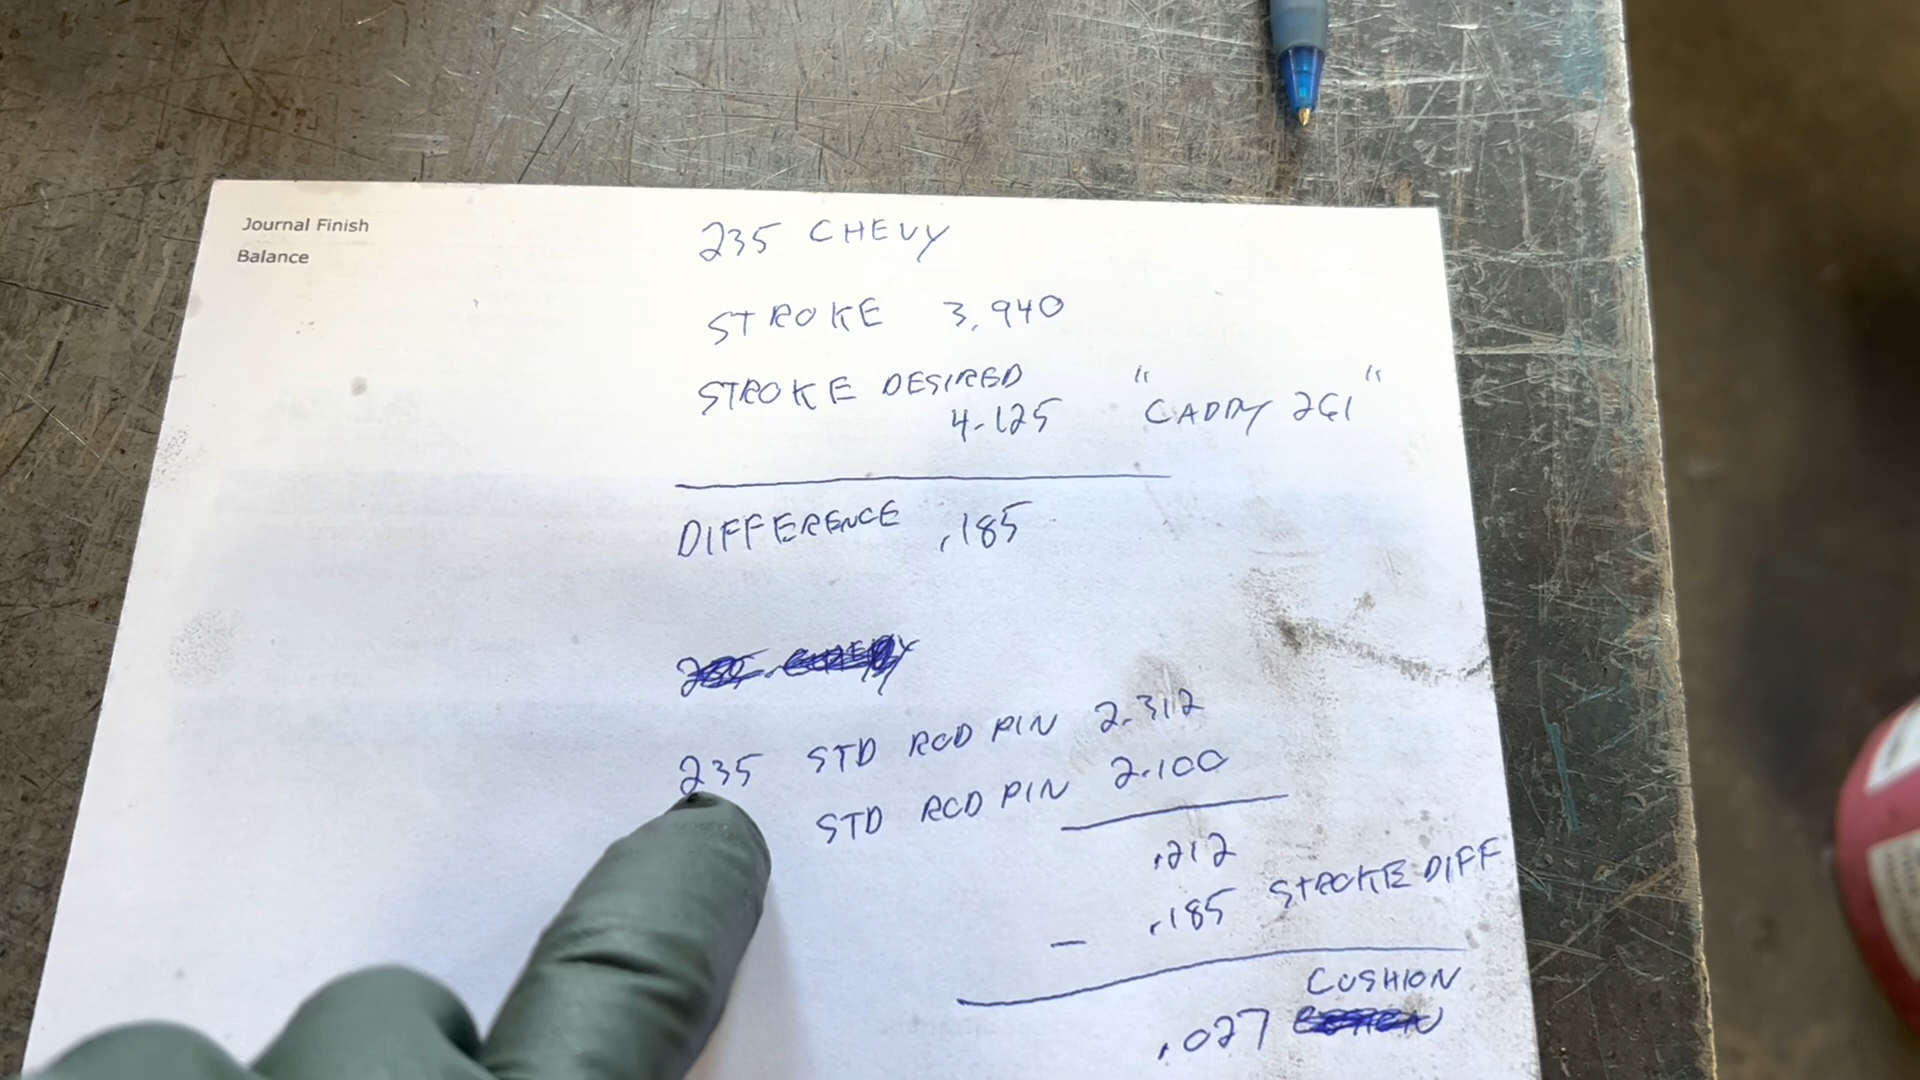 Journal Finish
Balance
235 CHEVY
STROKE 3.940
STROKE DESIRED
4.125 "CADDY 261"
DIFFERENCE .185
235 STD ROD PIN 2.312
STD ROD PIN 2.100
.212
- .185 STROKE DIFF
CUSHION
.027